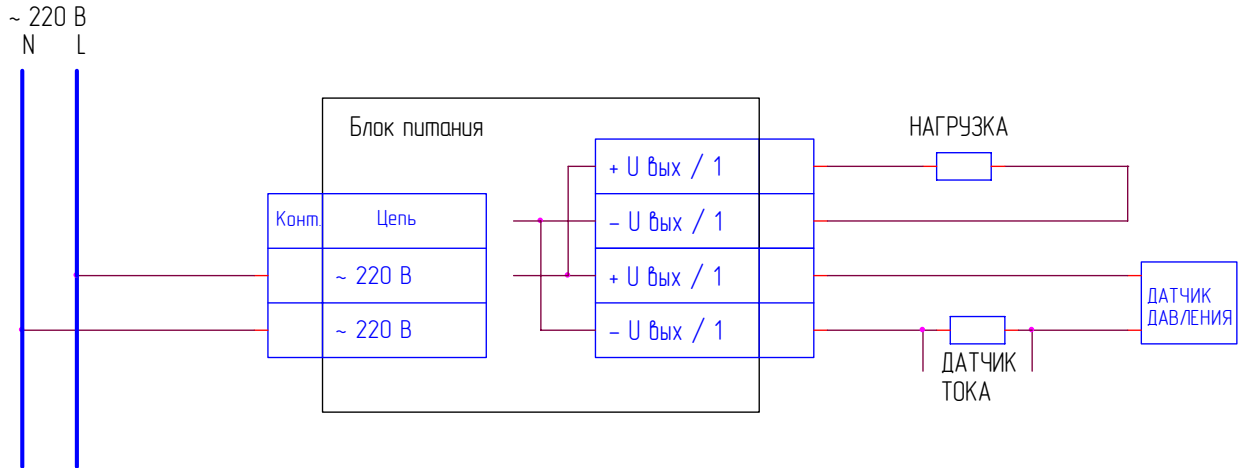 ~ 220 В
N L
Блок питания
НАГРУЗКА
+ U вых / 1
Конт. Цепь
– U вых / 1
~ 220 В
+ U вых / 1
~ 220 В
– U вых / 1
ДАТЧИК
ДАВЛЕНИЯ
ДАТЧИК
ТОКА